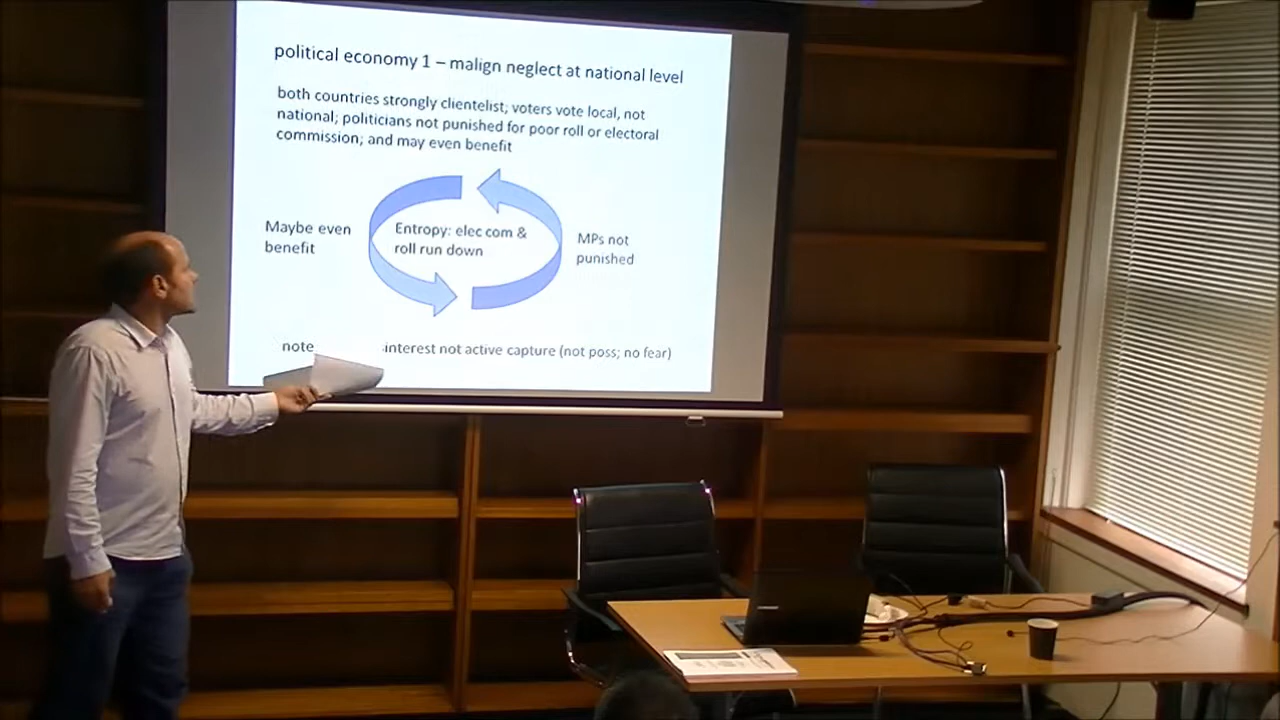 political economy 1 – malign neglect at national level
both countries strongly clientelist; voters vote local, not
national; politicians not punished for poor roll or electoral
commission; and may even benefit
Maybe even
benefit
Entropy: elec com &
roll run down
MPs not
punished
note interest not active capture (not poss; no fear)